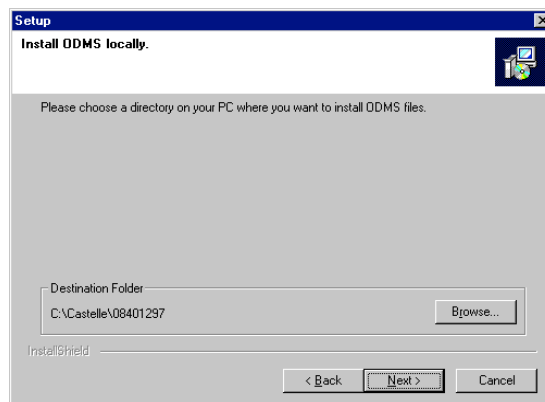 Setup
Install ODMS locally.
Please choose a directory on your PC where you want to install ODMS files.
Destination Folder
C:\Castelle\08401297
Browse...
InstallShield
< Back
Next >
Cancel